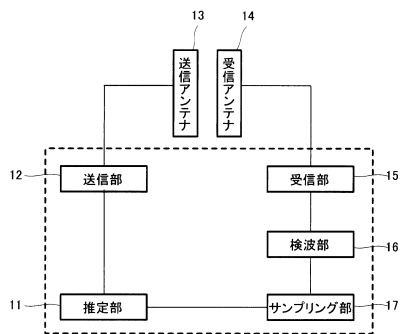 13
14
送信アンテナ
受信アンテナ
12
送信部
受信部
15
検波部
16
11
推定部
サンプリング部
17